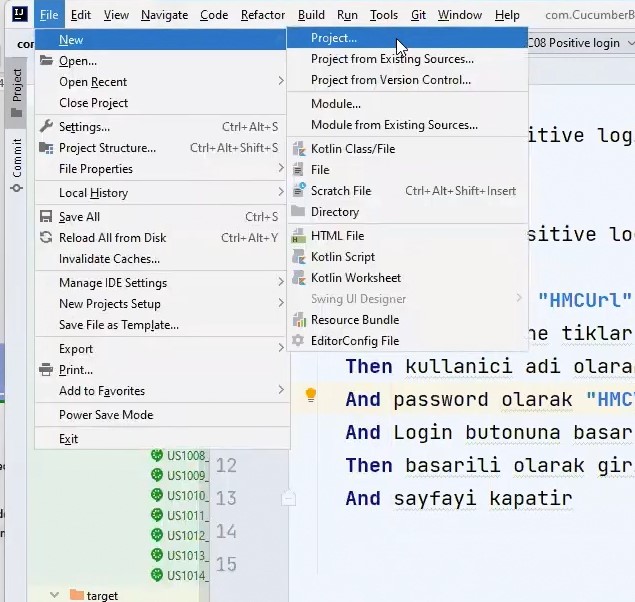 IJ File Edit View Navigate Code Refactor Build Run Tools Git Window Help com.CucumberB
New
Open...
Open Recent
Close Project
Settings... Ctrl+Alt+S
Project Structure... Ctrl+Alt+Shift+S
File Properties
Local History
Save All Ctrl+S
Reload All from Disk Ctrl+Alt+Y
Invalidate Caches...
Manage IDE Settings
New Projects Setup
Save File as Template...
Export
Print...
Add to Favorites
Power Save Mode
Exit
Project...
Project from Existing Sources...
Project from Version Control...
Module...
Module from Existing Sources...
Kotlin Class/File
File
Scratch File Ctrl+Alt+Shift+Insert
Directory
HTML File
Kotlin Script
Kotlin Worksheet
Swing UI Designer
Resource Bundle
EditorConfig File
Project
Commit
C08 Positive login
itive log
sitive lo
"HMCUrl"
ne tiklar
Then kullanici adi olara
And password olarak "HMC
And Login butonuna basar
12 Then basarili olarak gir
13 And sayfayi kapatir
14
15
US1008_
US1009_
US1010_
US1011_
US1012_
US1013_
US1014_
target